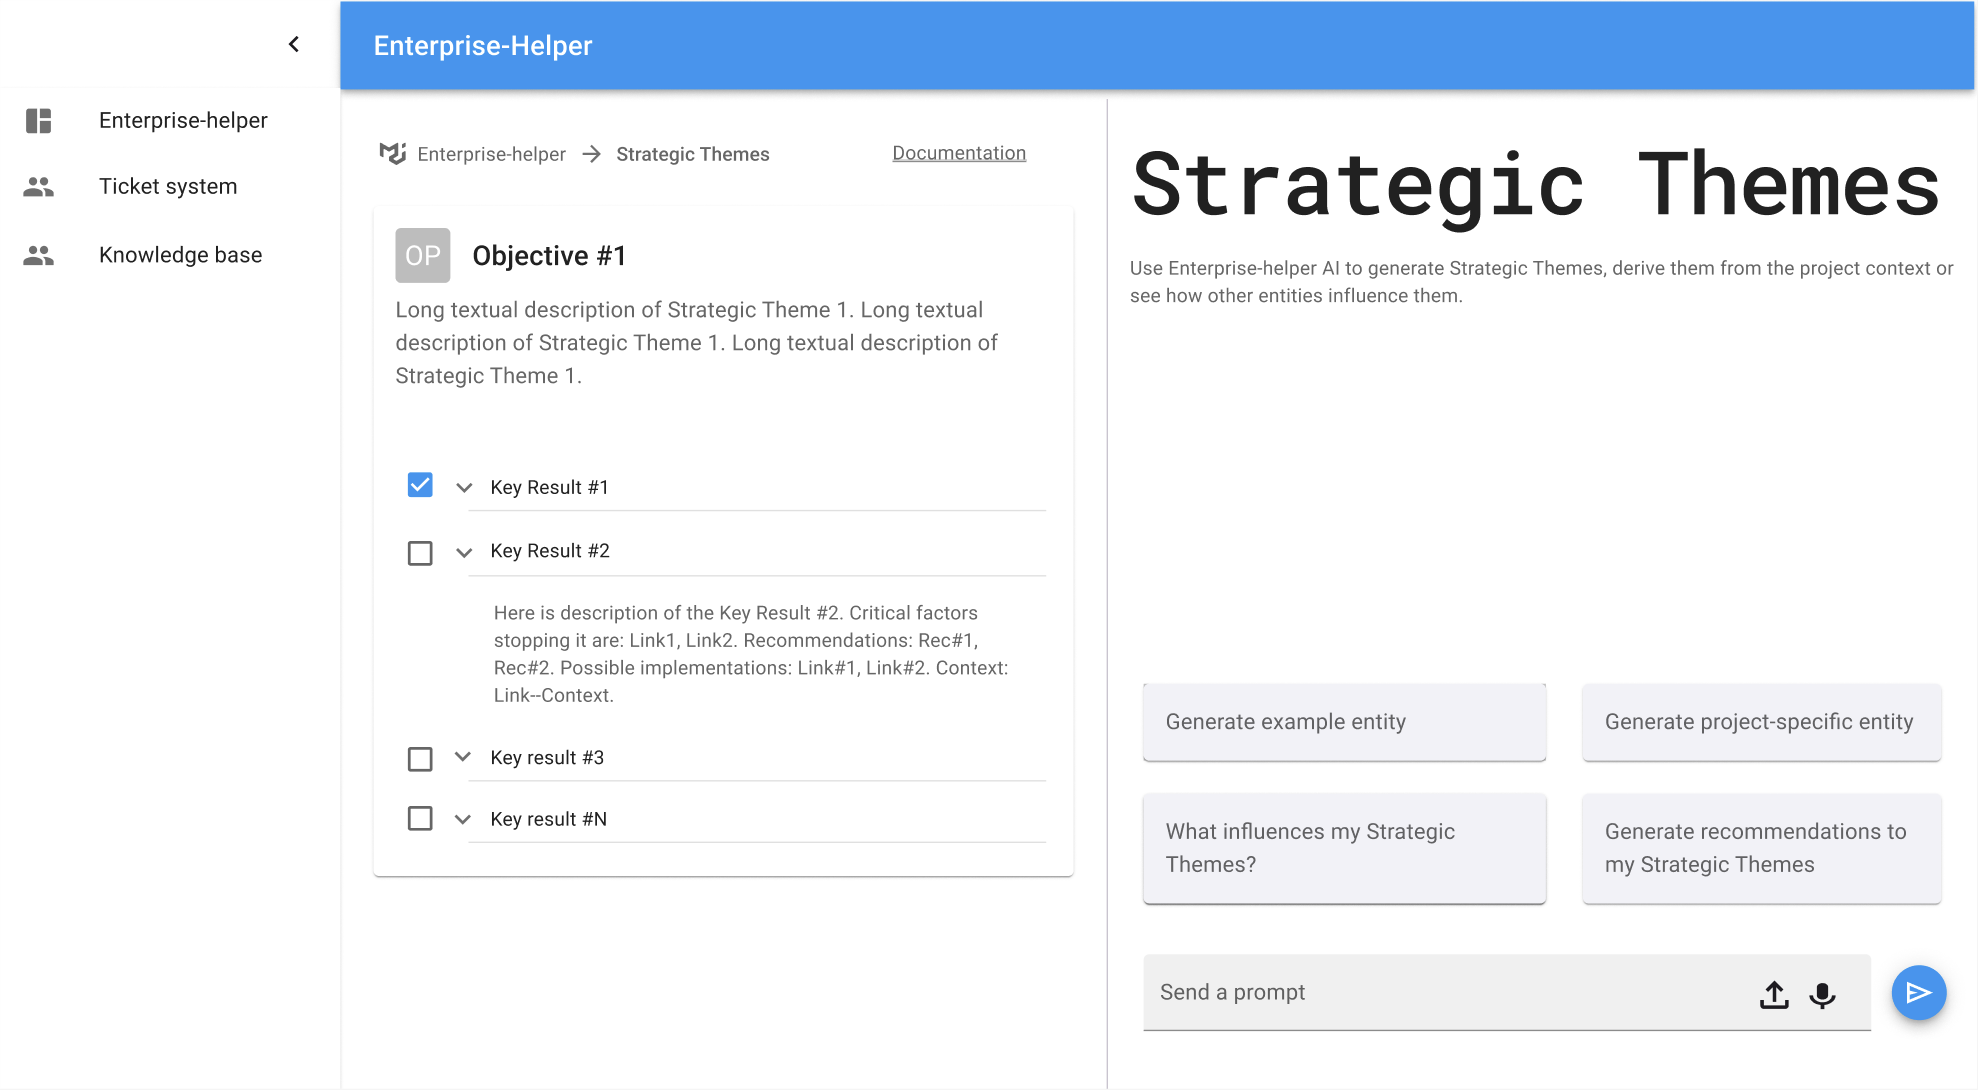 Enterprise-Helper
Enterprise-helper
Ticket system
Knowledge base
Enterprise-helper → Strategic Themes
Documentation
OP
Objective #1
Long textual description of Strategic Theme 1. Long textual
description of Strategic Theme 1. Long textual description of
Strategic Theme 1.
Key Result #1
Key Result #2
Here is description of the Key Result #2. Critical factors
stopping it are: Link1, Link2. Recommendations: Rec#1,
Rec#2. Possible implementations: Link#1, Link#2. Context:
Link--Context.
Key result #3
Key result #N
Strategic Themes
Use Enterprise-helper AI to generate Strategic Themes, derive them from the project context or
see how other entities influence them.
Generate example entity
Generate project-specific entity
What influences my Strategic
Themes?
Generate recommendations to
my Strategic Themes
Send a prompt